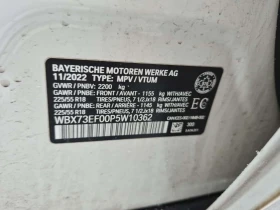 BAYERISCHE MOTOREN WERKE AG
11/2022 TYPE: MPV / VTUM
GVWR / PNBV: 2200 kg
GAWR / PNBE: FRONT / AVANT - 1155 kg WITH/AVEC
225/55 R18 TIRES/PNEUS, 7 1/2Jx18 RIMS/JANTES
GAWR / PNBE: REAR / ARRIERE - 1145 kg WITH/AVEC
225/55 R18 TIRES/PNEUS, 7 1/2Jx18 RIMS/JANTES
WBX73EF00P5W10362
EC